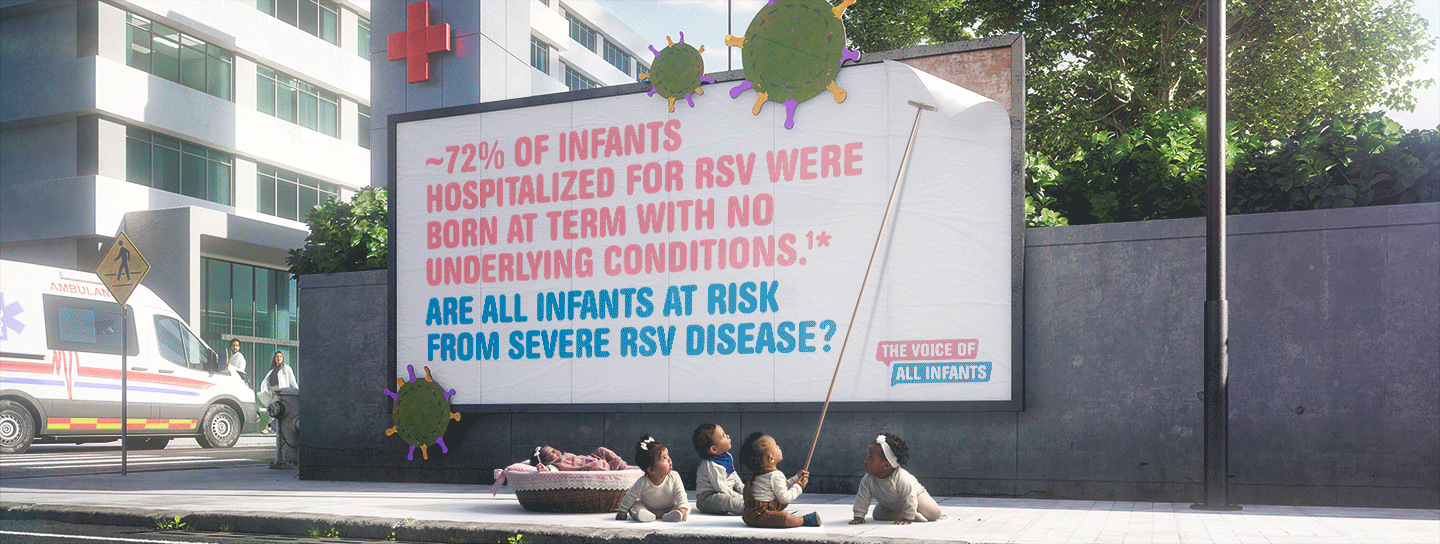 ~72% OF INFANTS
HOSPITALIZED FOR RSV WERE
BORN AT TERM WITH NO
UNDERLYING CONDITIONS.¹*
ARE ALL INFANTS AT RISK
FROM SEVERE RSV DISEASE?
THE VOICE OF
ALL INFANTS
AMBULAN